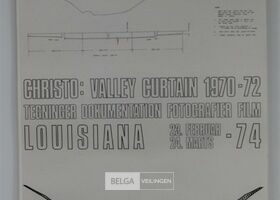 CHRISTO: VALLEY CURTAIN 1970-72
TEGNINGER DOKUMENTATION FOTOGRAFIER FILM
LOUISIANA 23. FEBRUAR 24. MARTS -74
BELGA VEILINGEN